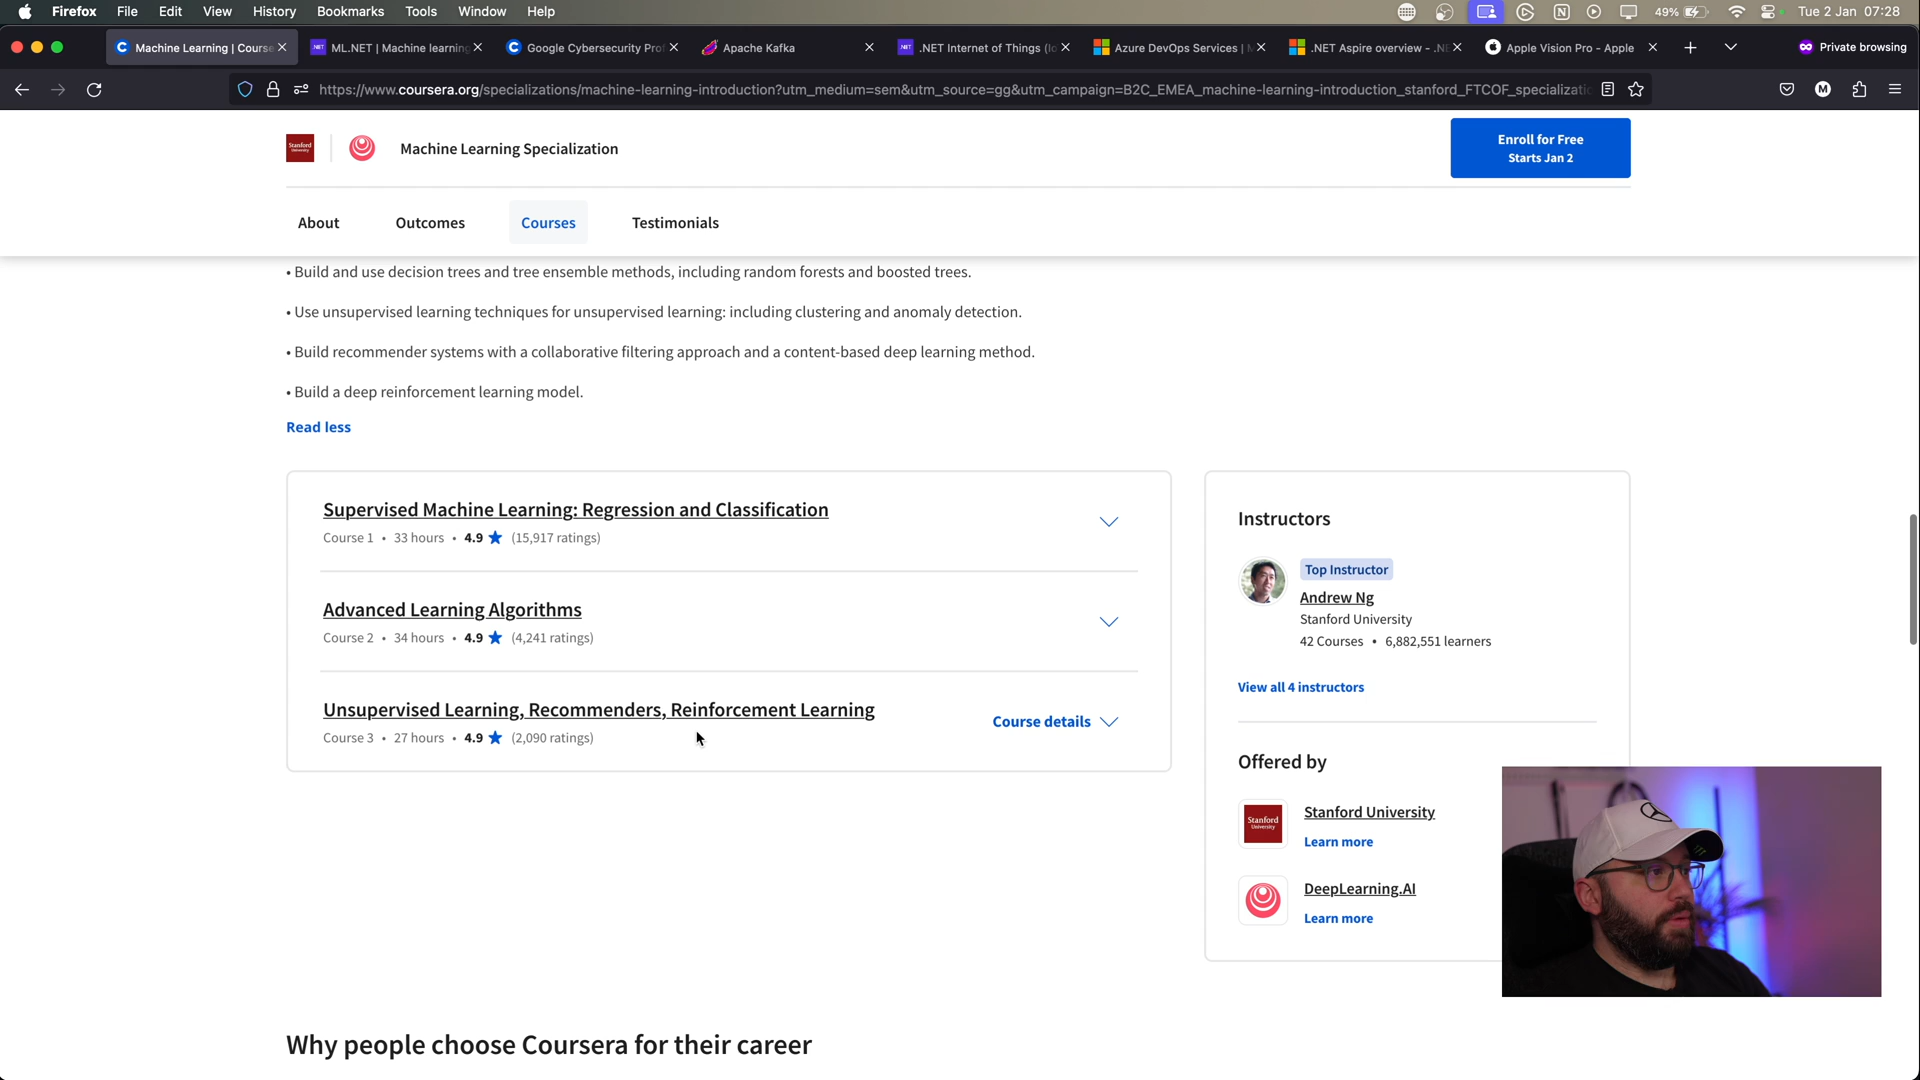 Firefox File Edit View History Bookmarks Tools Window Help
49% Tue 2 Jan 07:28
Machine Learning | Course
ML.NET | Machine learning
Google Cybersecurity Pro
Apache Kafka
.NET Internet of Things (Io
Azure DevOps Services | M
.NET Aspire overview - .NE
Apple Vision Pro - Apple
Private browsing
https://www.coursera.org/specializations/machine-learning-introduction?utm_medium=sem&utm_source=gg&utm_campaign=B2C_EMEA_machine-learning-introduction_stanford_FTCOF_specializatio
M
Stanford University
Machine Learning Specialization
Enroll for Free
Starts Jan 2
About Outcomes Courses Testimonials
• Build and use decision trees and tree ensemble methods, including random forests and boosted trees.
• Use unsupervised learning techniques for unsupervised learning: including clustering and anomaly detection.
• Build recommender systems with a collaborative filtering approach and a content-based deep learning method.
• Build a deep reinforcement learning model.
Read less
Supervised Machine Learning: Regression and Classification
Course 1 • 33 hours • 4.9 ★ (15,917 ratings)
Advanced Learning Algorithms
Course 2 • 34 hours • 4.9 ★ (4,241 ratings)
Unsupervised Learning, Recommenders, Reinforcement Learning
Course 3 • 27 hours • 4.9 ★ (2,090 ratings)
Course details
Instructors
Top Instructor
Andrew Ng
Stanford University
42 Courses • 6,882,551 learners
View all 4 instructors
Offered by
Stanford University
Stanford University
Learn more
DeepLearning.AI
Learn more
Why people choose Coursera for their career